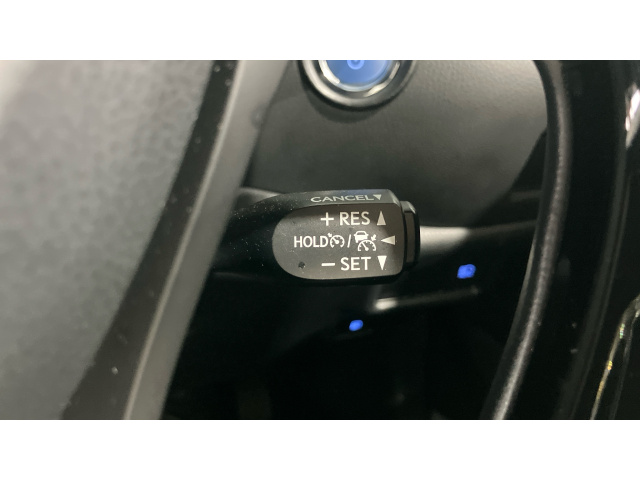 CANCEL▼
+ RES ▲
HOLD / ◄
− SET ▼